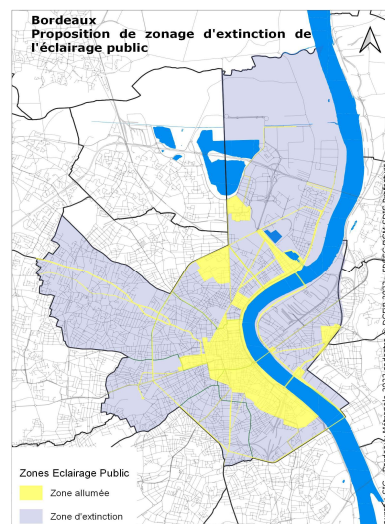 Bordeaux
Proposition de zonage d'extinction de
l'éclairage public
Zones Eclairage Public
Zone allumée
Zone d'extinction